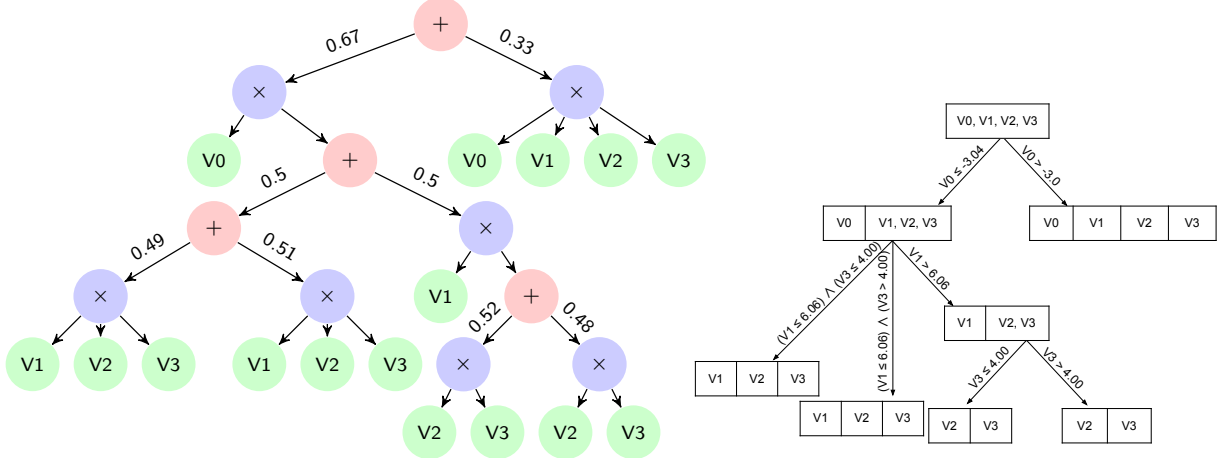 +
0.67
0.33
×
×
V0
+
V0
V1
V2
V3
0.5
0.5
+
×
0.49
0.51
×
×
V1
+
0.52
0.48
V1
V2
V3
V1
V2
V3
×
×
V2
V3
V2
V3
V0, V1, V2, V3
V0 ≤ -3.04
V0 > -3.0
V0
V1, V2, V3
V0
V1
V2
V3
(V1 ≤ 6.06) ∧ (V3 ≤ 4.00)
(V1 ≤ 6.06) ∧ (V3 > 4.00)
V1 > 6.06
V1
V2, V3
V3 ≤ 4.00
V3 > 4.00
V1
V2
V3
V1
V2
V3
V2
V3
V2
V3